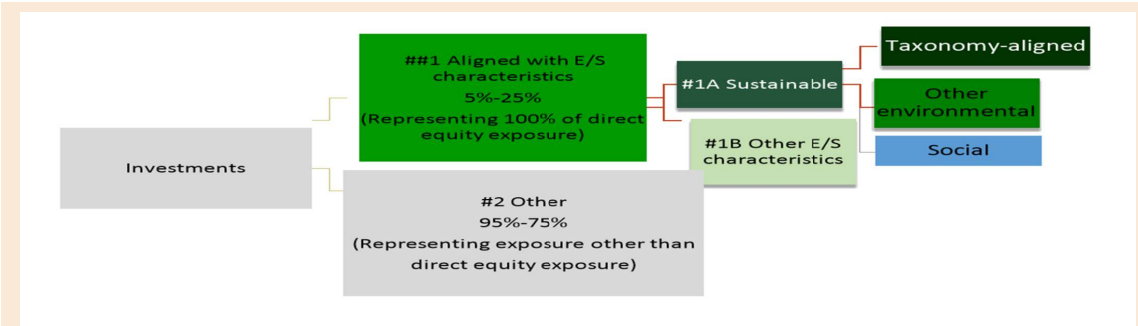 Investments
##1 Aligned with E/S
characteristics
5%-25%
(Representing 100% of direct
equity exposure)
#2 Other
95%-75%
(Representing exposure other than
direct equity exposure)
#1A Sustainable
#1B Other E/S
characteristics
Taxonomy-aligned
Other
environmental
Social